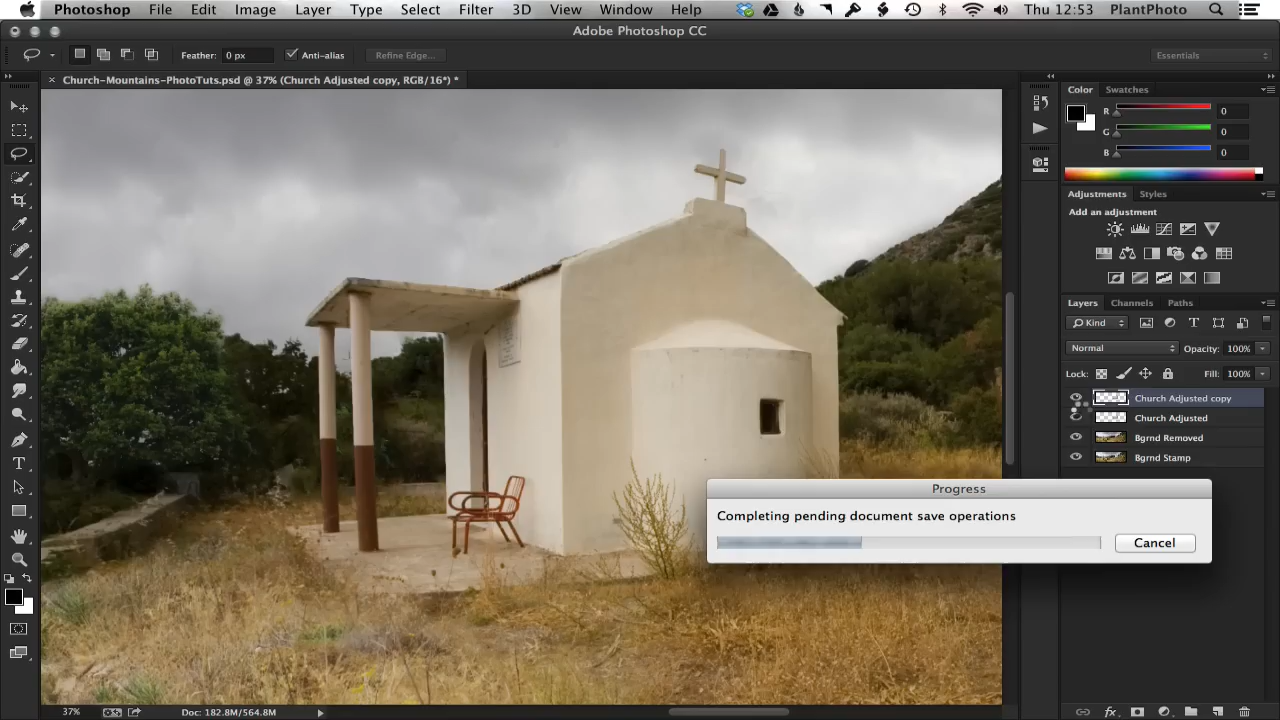 Photoshop File Edit Image Layer Type Select Filter 3D View Window Help Thu 12:53 PlantPhoto
Adobe Photoshop CC
Feather: 0 px Anti-alias Refine Edge... Essentials
Church-Mountains-PhotoTuts.psd @ 37% (Church Adjusted copy, RGB/16*) *
Color Swatches
R 0
G 0
B 0
Adjustments Styles
Add an adjustment
Layers Channels Paths
Kind
Normal Opacity: 100%
Lock: Fill: 100%
Church Adjusted copy
Church Adjusted
Bgrnd Removed
Bgrnd Stamp
Progress
Completing pending document save operations
Cancel
37% Doc: 182.8M/564.8M